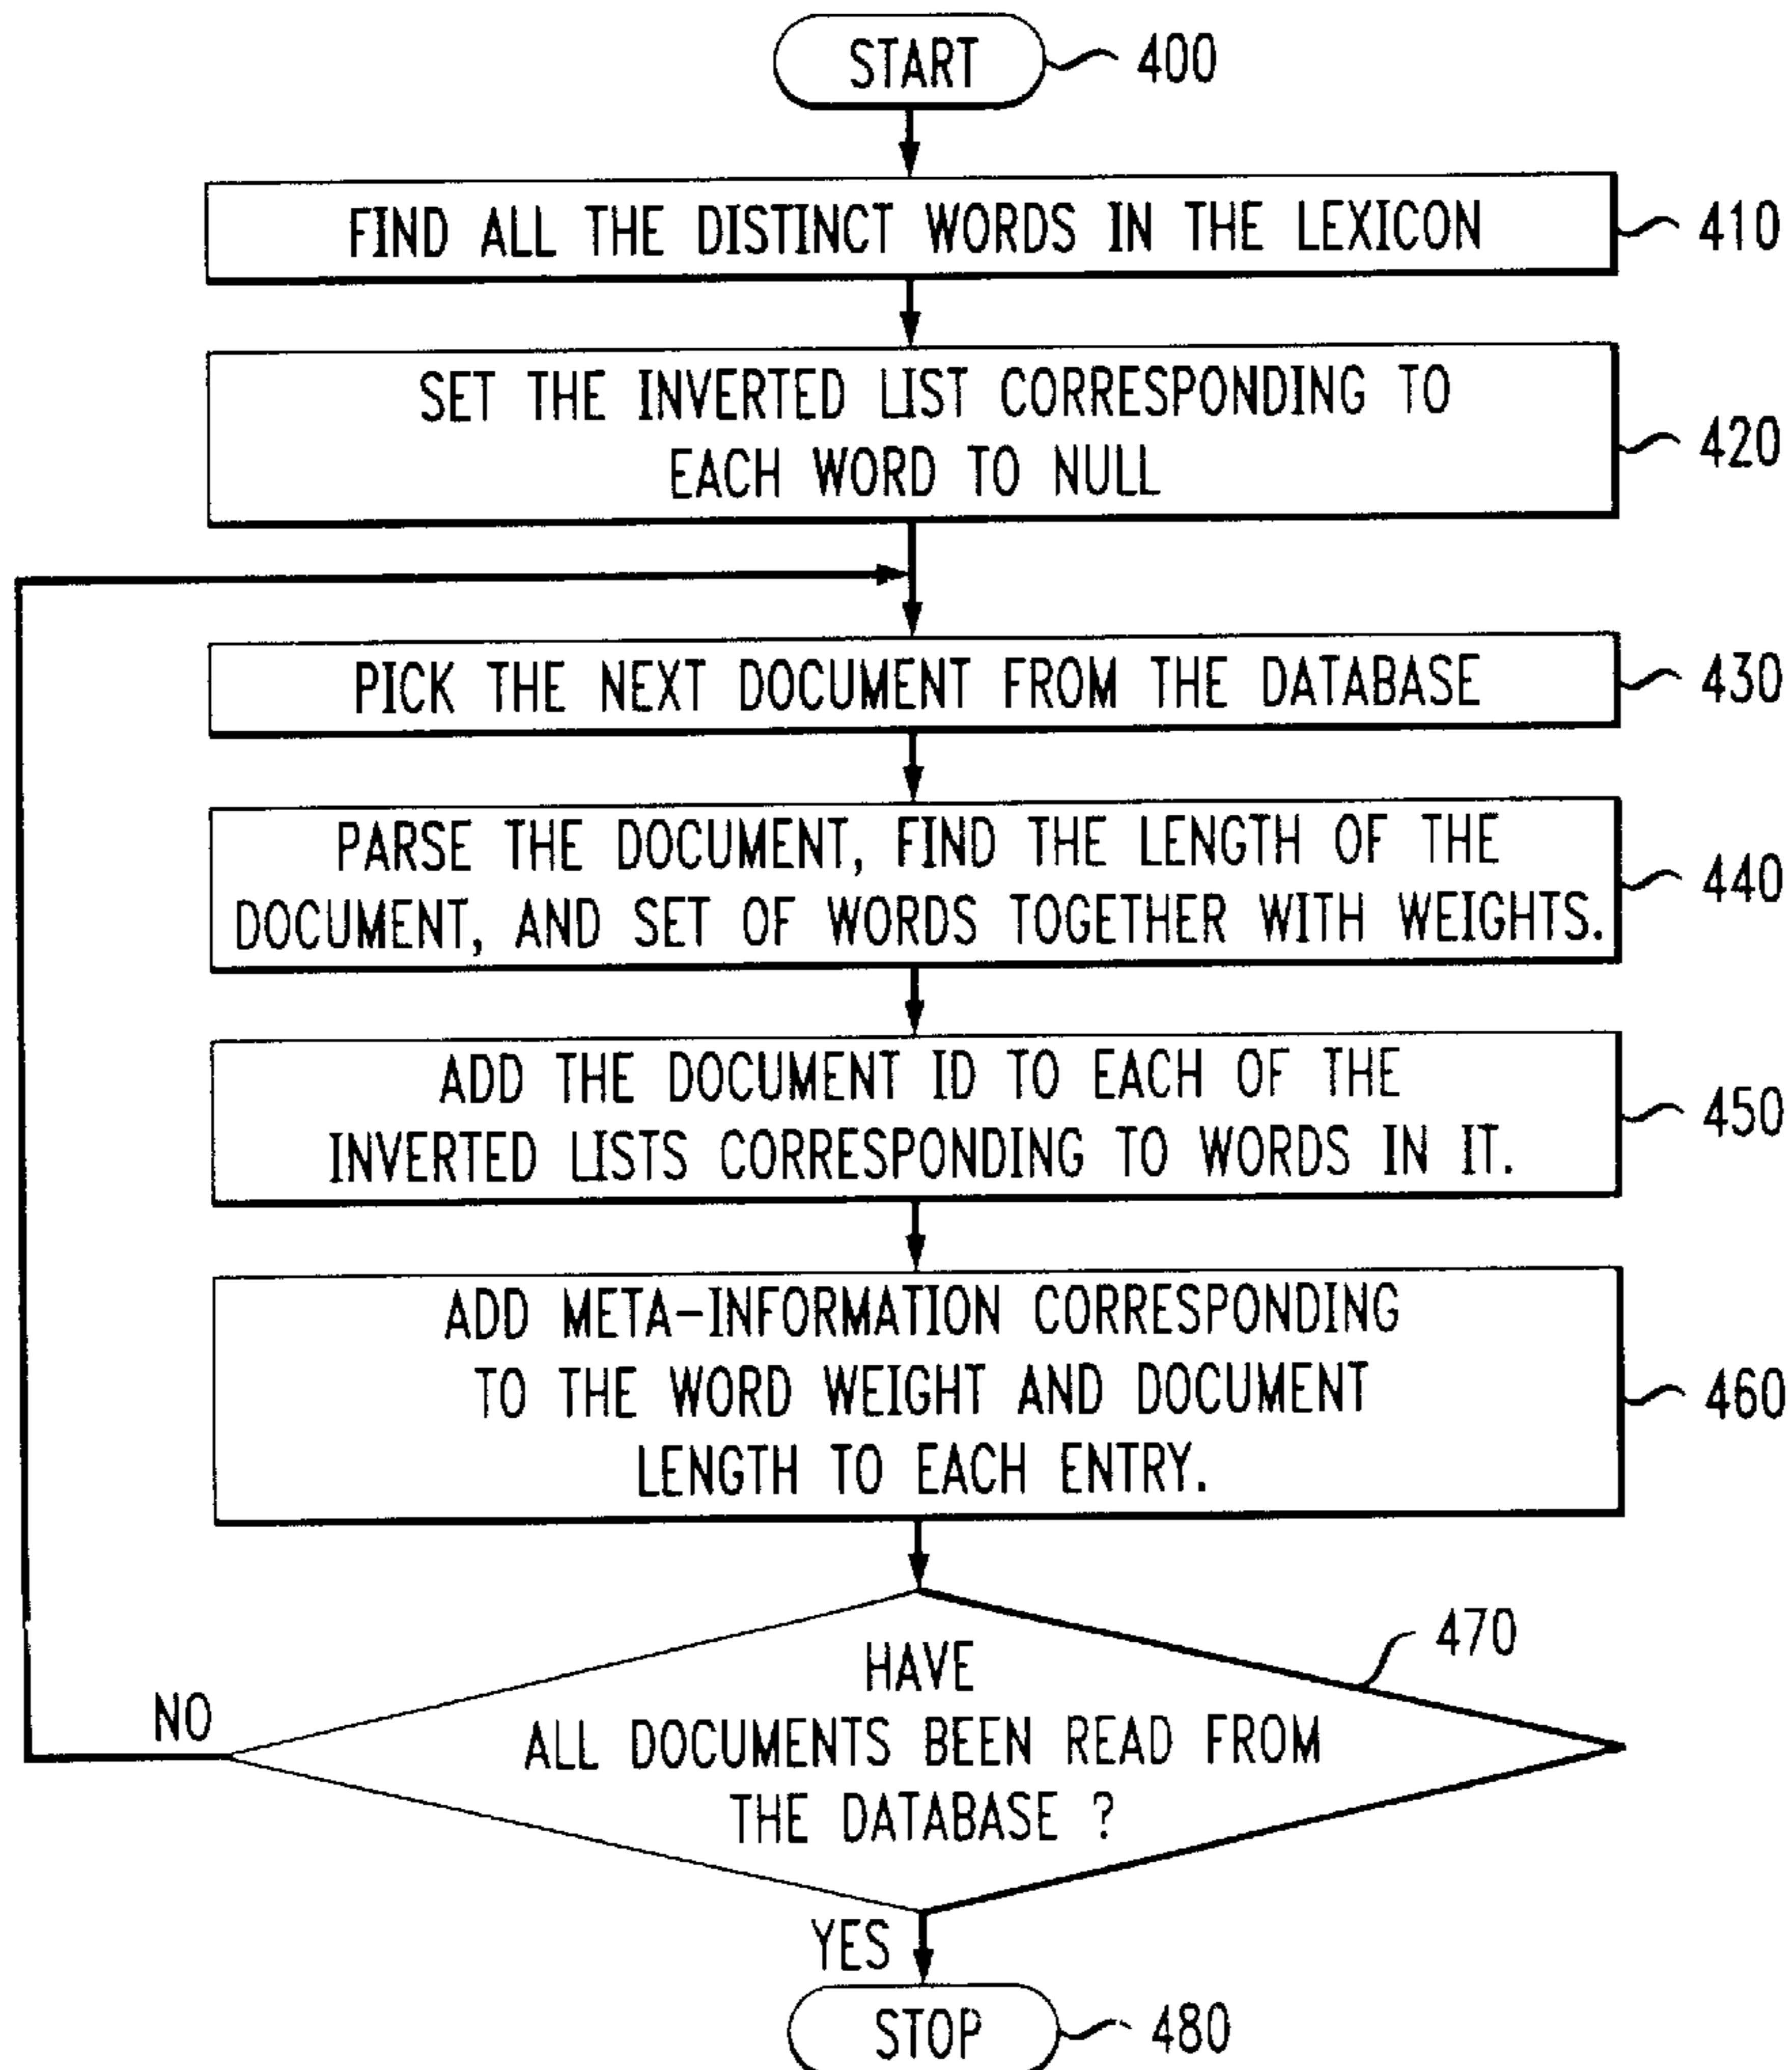 START
400
FIND ALL THE DISTINCT WORDS IN THE LEXICON
410
SET THE INVERTED LIST CORRESPONDING TO
EACH WORD TO NULL
420
PICK THE NEXT DOCUMENT FROM THE DATABASE
430
PARSE THE DOCUMENT, FIND THE LENGTH OF THE
DOCUMENT, AND SET OF WORDS TOGETHER WITH WEIGHTS.
440
ADD THE DOCUMENT ID TO EACH OF THE
INVERTED LISTS CORRESPONDING TO WORDS IN IT.
450
ADD META-INFORMATION CORRESPONDING
TO THE WORD WEIGHT AND DOCUMENT
LENGTH TO EACH ENTRY.
460
HAVE
ALL DOCUMENTS BEEN READ FROM
THE DATABASE ?
470
NO
YES
STOP
480